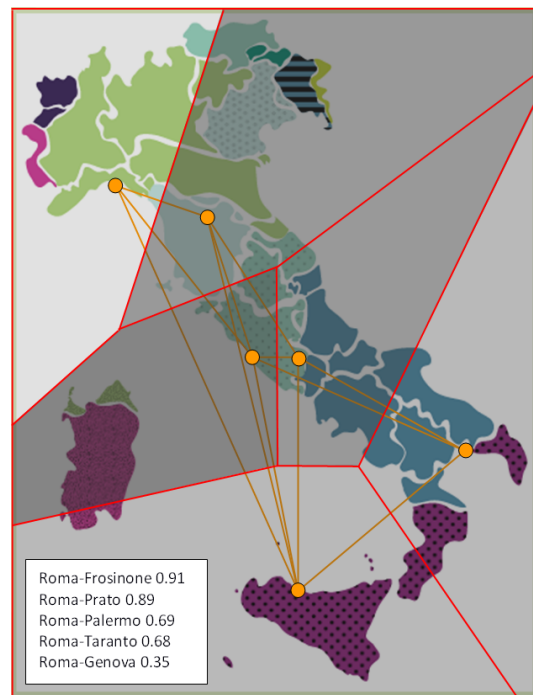 Roma-Frosinone 0.91
Roma-Prato 0.89
Roma-Palermo 0.69
Roma-Taranto 0.68
Roma-Genova 0.35